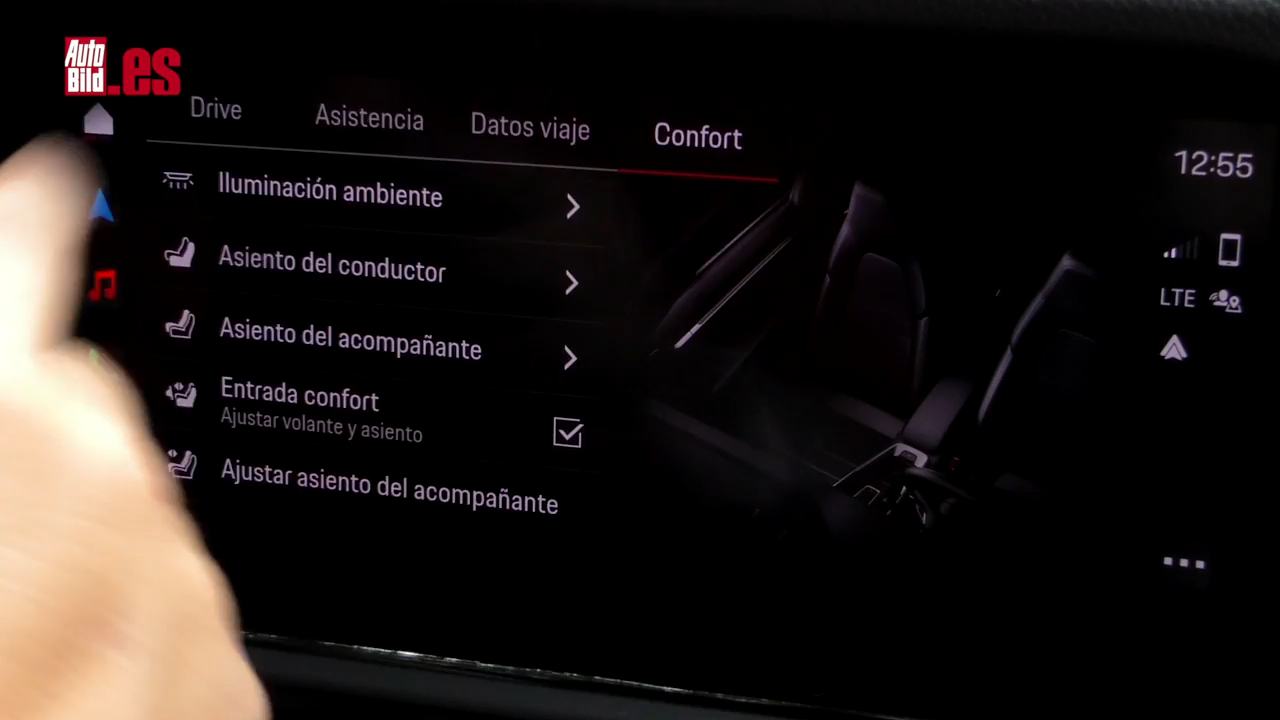 Auto
Bild.es
Drive
Asistencia
Datos viaje
Confort
12:55
Iluminación ambiente
Asiento del conductor
LTE
Asiento del acompañante
Entrada confort
Ajustar volante y asiento
Ajustar asiento del acompañante